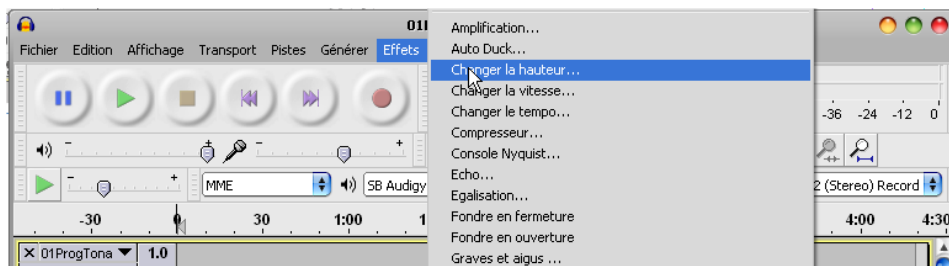 01
Fichier Edition Affichage Transport Pistes Générer Effets
Amplification...
Auto Duck...
Changer la hauteur...
Changer la vitesse...
Changer le tempo...
Compresseur...
Console Nyquist...
Echo...
Egalisation...
Fondre en fermeture
Fondre en ouverture
Graves et aigus ...
-36 -24 -12 0
- +
- +
- +
MME
SB Audigy
2 (Stereo) Record
-30 0 30 1:00 1
4:00 4:30
01ProgTona 1.0